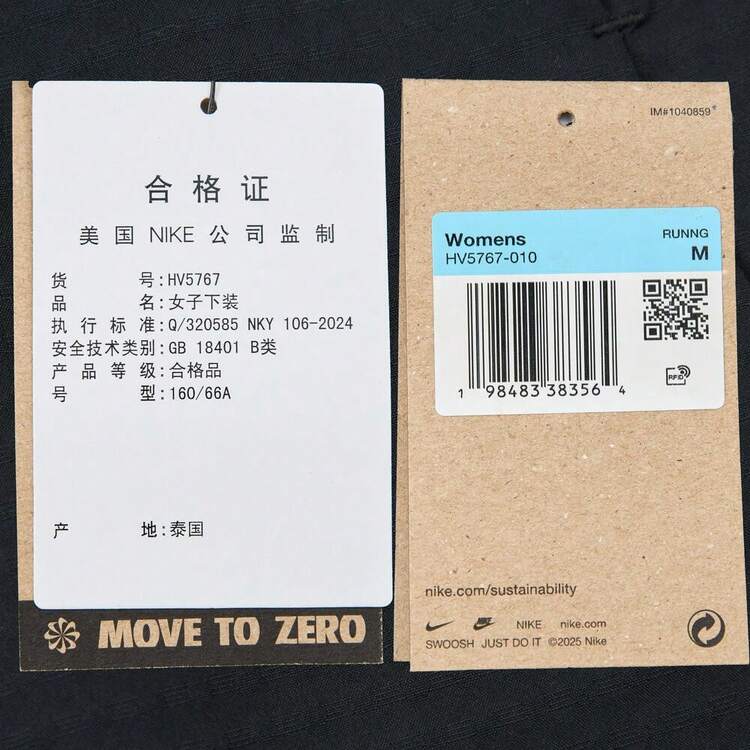 合格证
美国 NIKE 公司监制
货号:HV5767
品名:女子下装
执行标准:Q/320585 NKY 106-2024
安全技术类别:GB 18401 B类
产品等级:合格品
号型:160/66A
产地:泰国
MOVE TO ZERO
IM#1040859
Womens
RUNNG
HV5767-010
M
RFID
1 98483 38356 4
nike.com/sustainability
NIKE nike.com
SWOOSH JUST DO IT ©2025 Nike